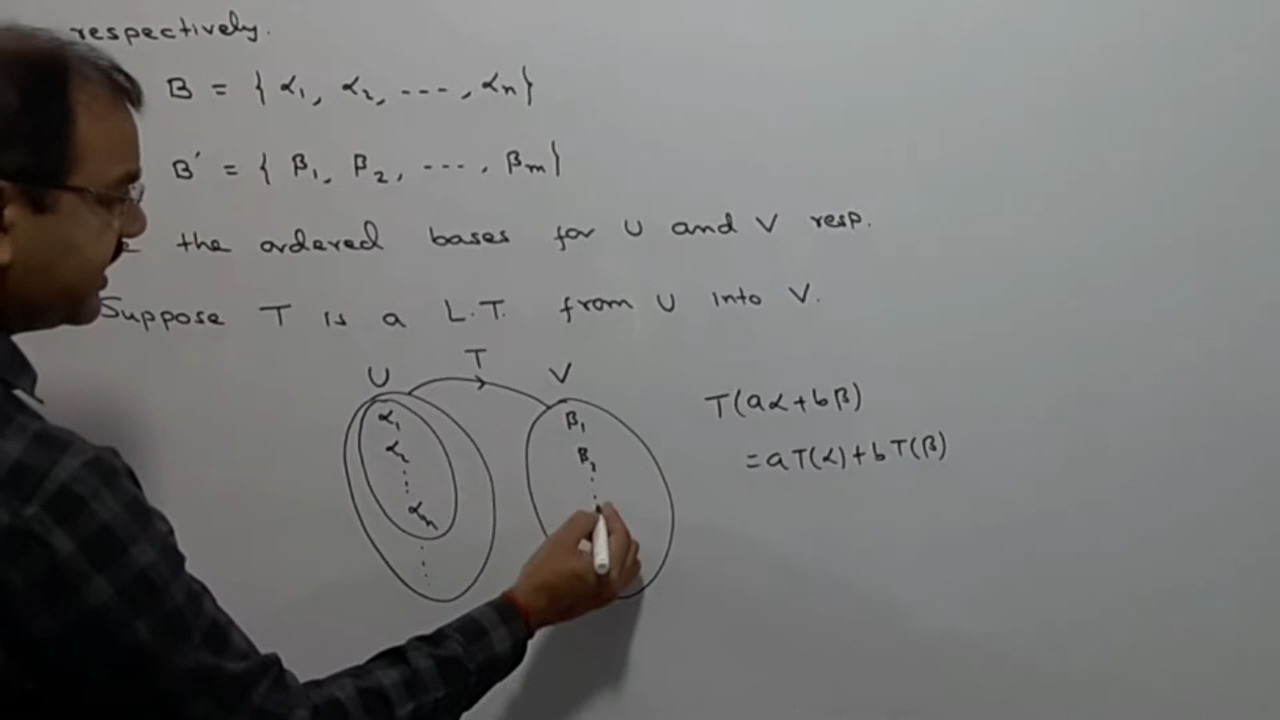 respectively.
B = { α₁, α₂, ---, αₙ}
B' = { β₁, β₂, ---, βₘ}
the ordered bases for U and V resp.
Suppose T is a L.T. from U into V.
T
U
V
α₁
α₂
⋮
αₙ
⋮
β₁
β₂
⋮
T(aα+bβ)
=aT(α)+bT(β)